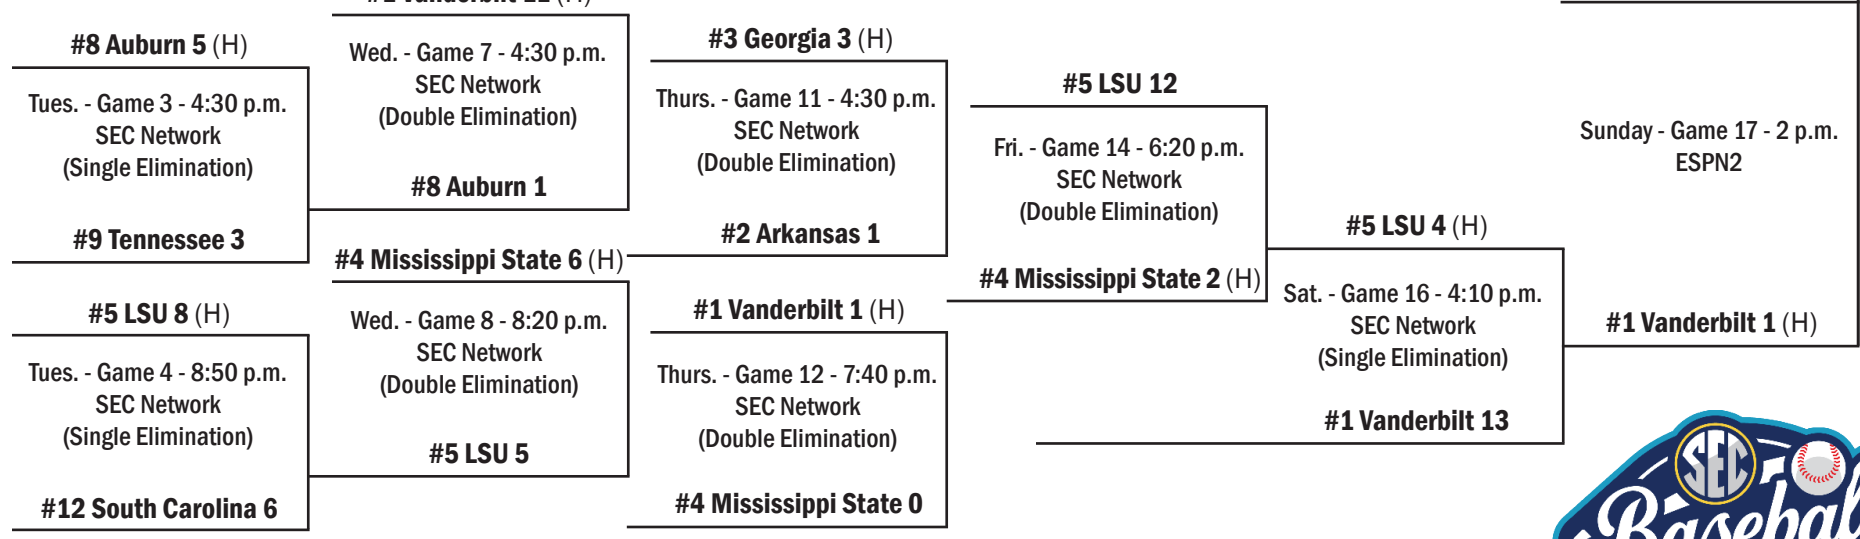 #8 Auburn 5 (H)
Tues. - Game 3 - 4:30 p.m.
SEC Network
(Single Elimination)
#9 Tennessee 3
#5 LSU 8 (H)
Tues. - Game 4 - 8:50 p.m.
SEC Network
(Single Elimination)
#12 South Carolina 6
Wed. - Game 7 - 4:30 p.m.
SEC Network
(Double Elimination)
#8 Auburn 1
#4 Mississippi State 6 (H)
Wed. - Game 8 - 8:20 p.m.
SEC Network
(Double Elimination)
#5 LSU 5
#3 Georgia 3 (H)
Thurs. - Game 11 - 4:30 p.m.
SEC Network
(Double Elimination)
#2 Arkansas 1
#1 Vanderbilt 1 (H)
Thurs. - Game 12 - 7:40 p.m.
SEC Network
(Double Elimination)
#4 Mississippi State 0
#5 LSU 12
Fri. - Game 14 - 6:20 p.m.
SEC Network
(Double Elimination)
#4 Mississippi State 2 (H)
#5 LSU 4 (H)
Sat. - Game 16 - 4:10 p.m.
SEC Network
(Single Elimination)
#1 Vanderbilt 13
Sunday - Game 17 - 2 p.m.
ESPN2
#1 Vanderbilt 1 (H)
SEC
Baseball